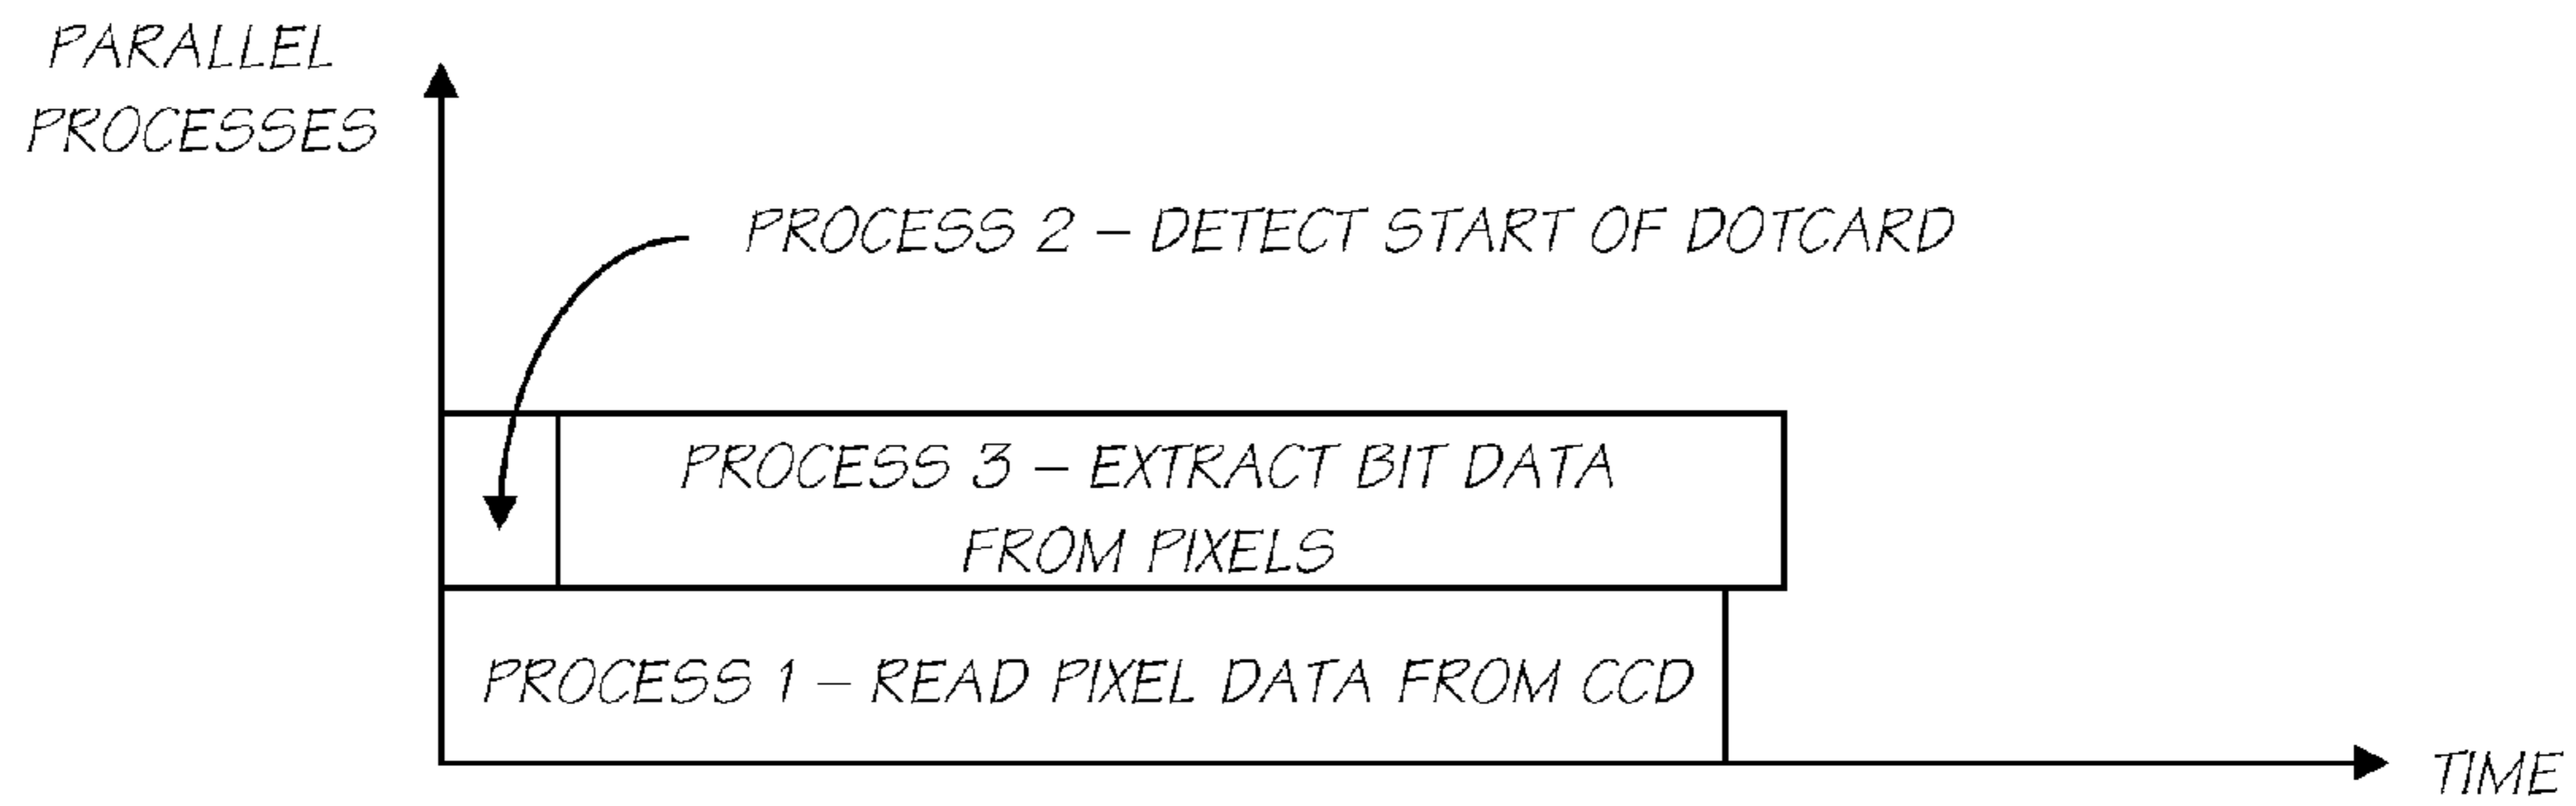 PARALLEL
PROCESSES
PROCESS 2 – DETECT START OF DOTCARD
PROCESS 3 – EXTRACT BIT DATA
FROM PIXELS
PROCESS 1 – READ PIXEL DATA FROM CCD
TIME